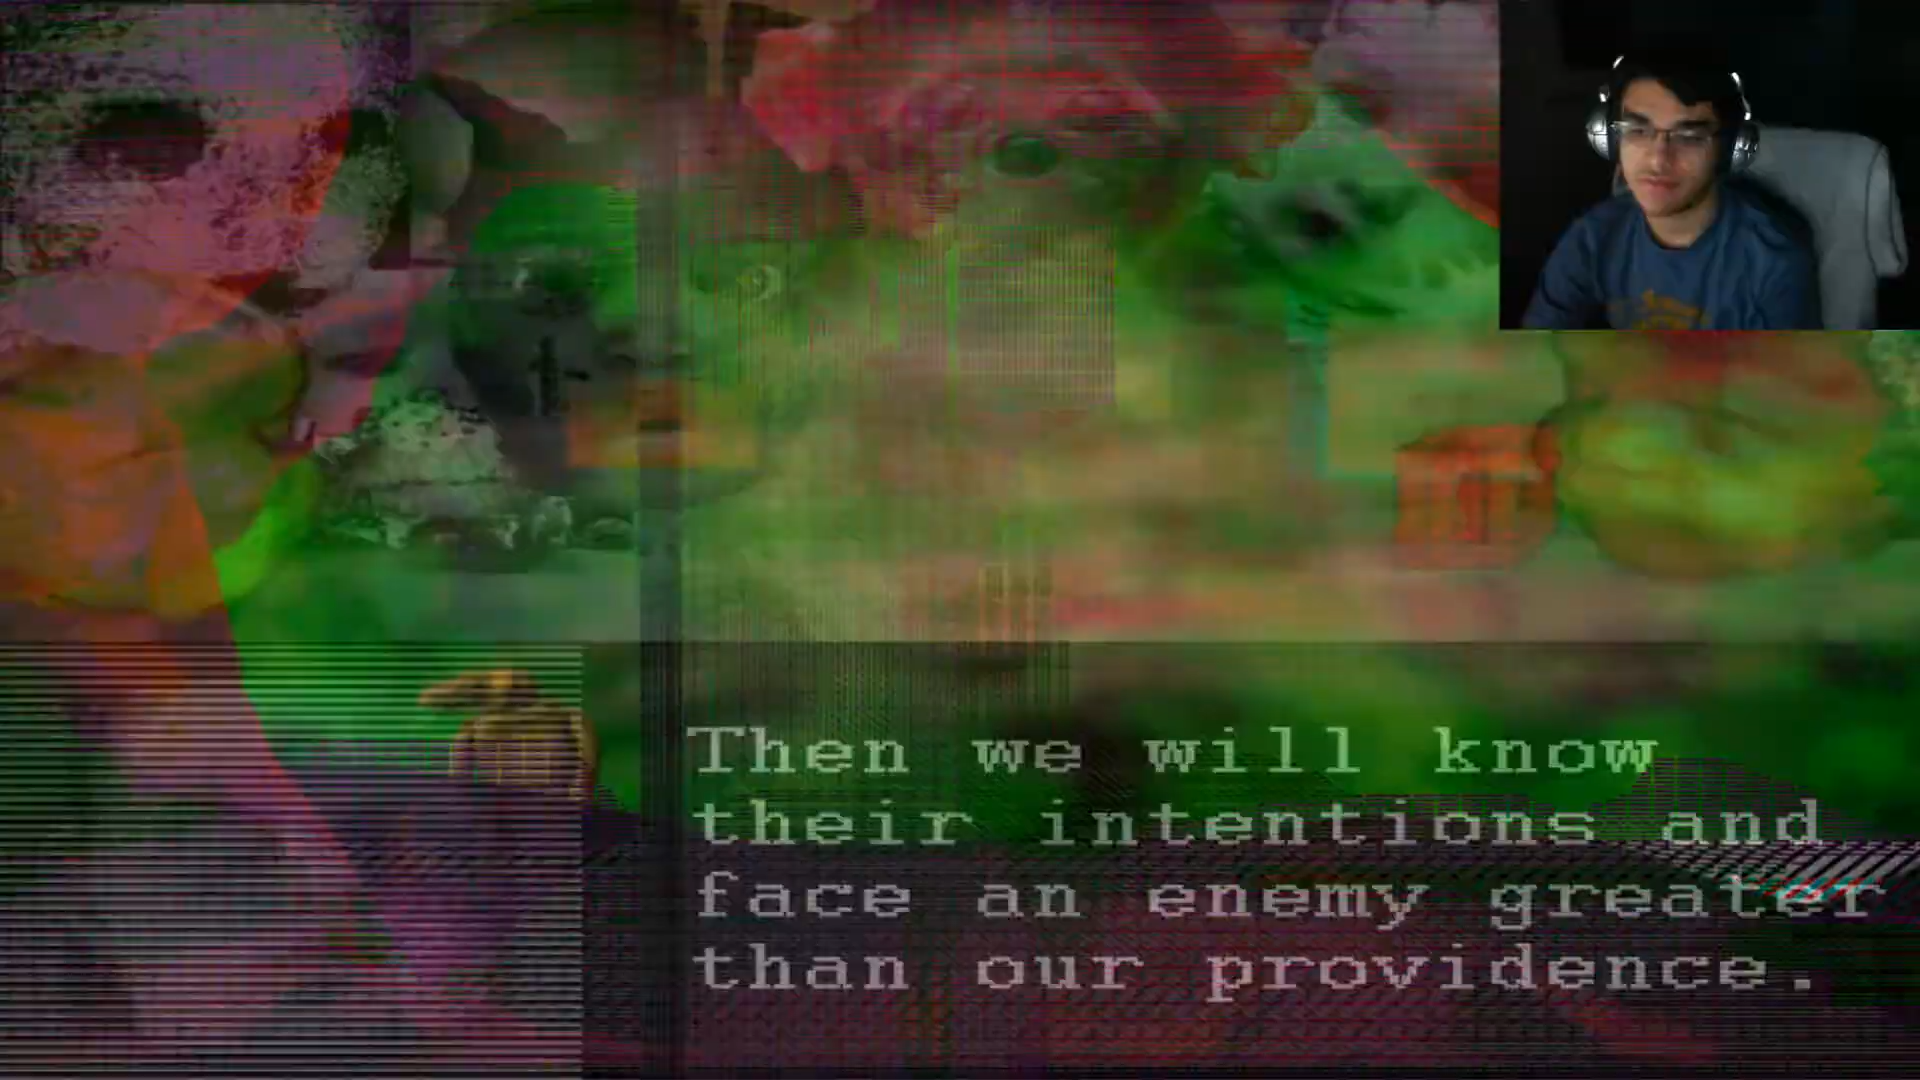 Then we will know
their intentions and
face an enemy greater
than our providence.